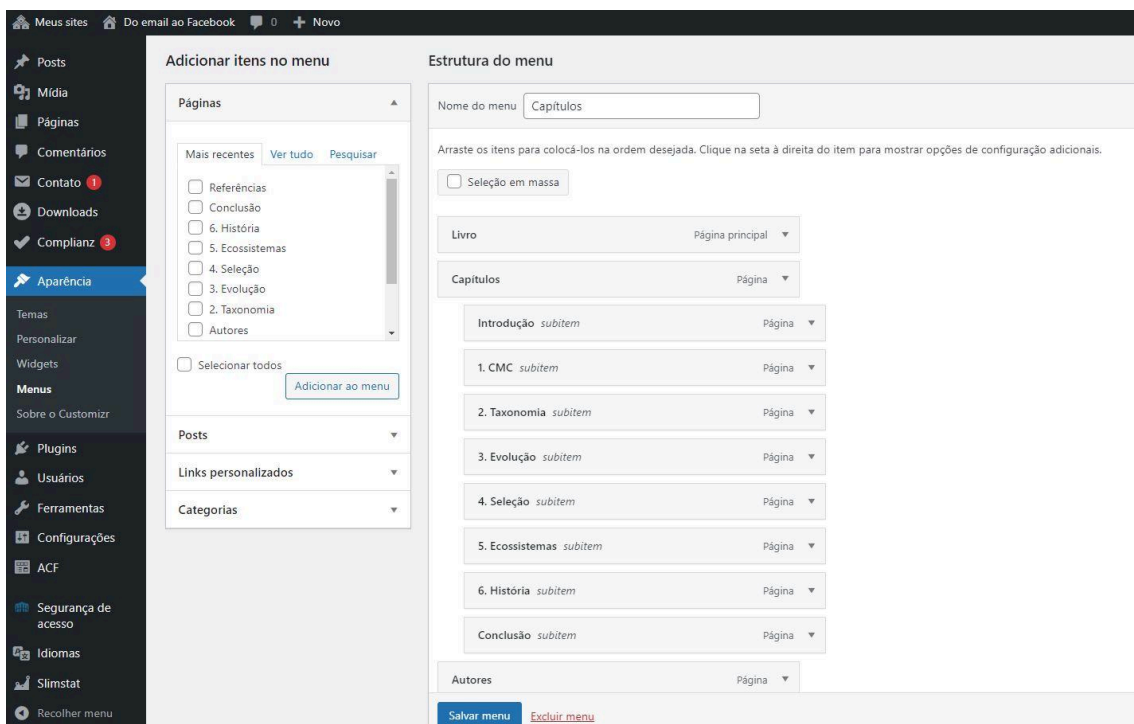 Meus sites Do email ao Facebook 0 Novo
Posts
Mídia
Páginas
Comentários
Contato 1
Downloads
Complianz 3
Aparência
Temas
Personalizar
Widgets
Menus
Sobre o Customizr
Plugins
Usuários
Ferramentas
Configurações
ACF
Segurança de
acesso
Idiomas
Slimstat
Recolher menu
Adicionar itens no menu
Páginas
Mais recentes Ver tudo Pesquisar
Referências
Conclusão
6. História
5. Ecossistemas
4. Seleção
3. Evolução
2. Taxonomia
Autores
Selecionar todos
Adicionar ao menu
Posts
Links personalizados
Categorias
Estrutura do menu
Nome do menu Capítulos
Arraste os itens para colocá-los na ordem desejada. Clique na seta à direita do item para mostrar opções de configuração adicionais.
Seleção em massa
Livro Página principal
Capítulos Página
Introdução subitem Página
1. CMC subitem Página
2. Taxonomia subitem Página
3. Evolução subitem Página
4. Seleção subitem Página
5. Ecossistemas subitem Página
6. História subitem Página
Conclusão subitem Página
Autores Página
Salvar menu Excluir menu